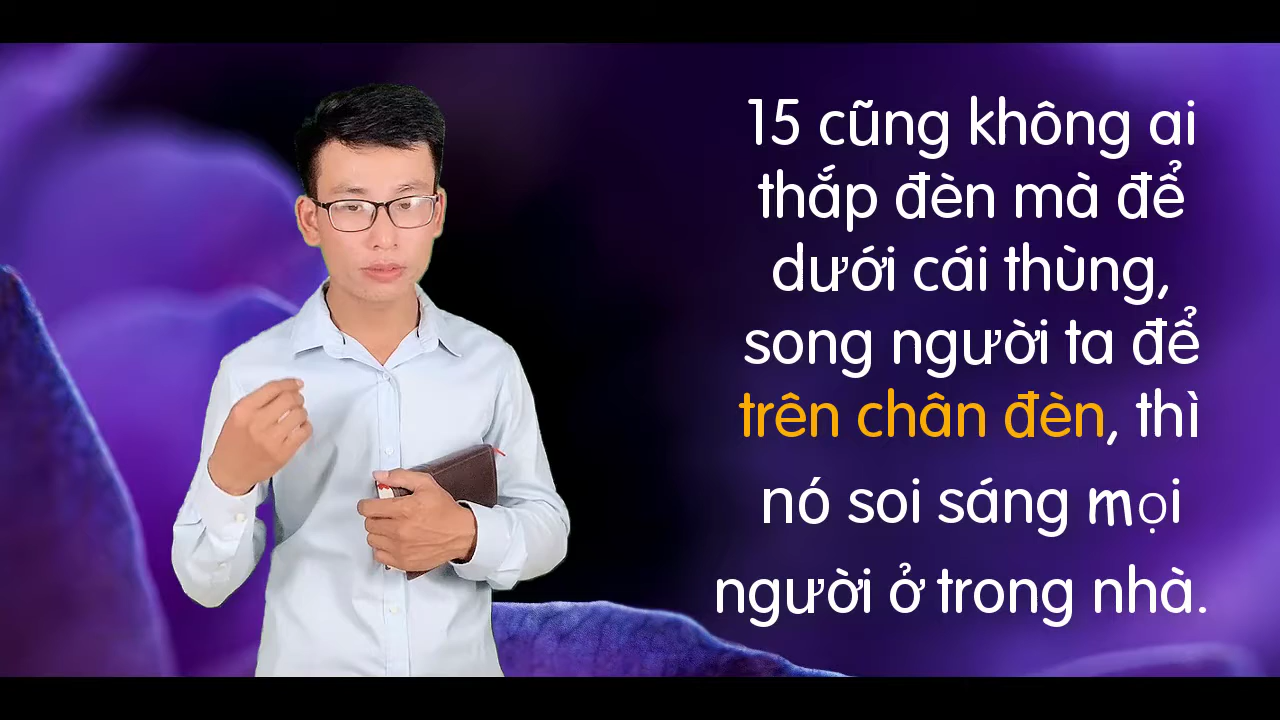 15 cũng không ai
thắp đèn mà để
dưới cái thùng,
song người ta để
trên chân đèn, thì
nó soi sáng mọi
người ở trong nhà.